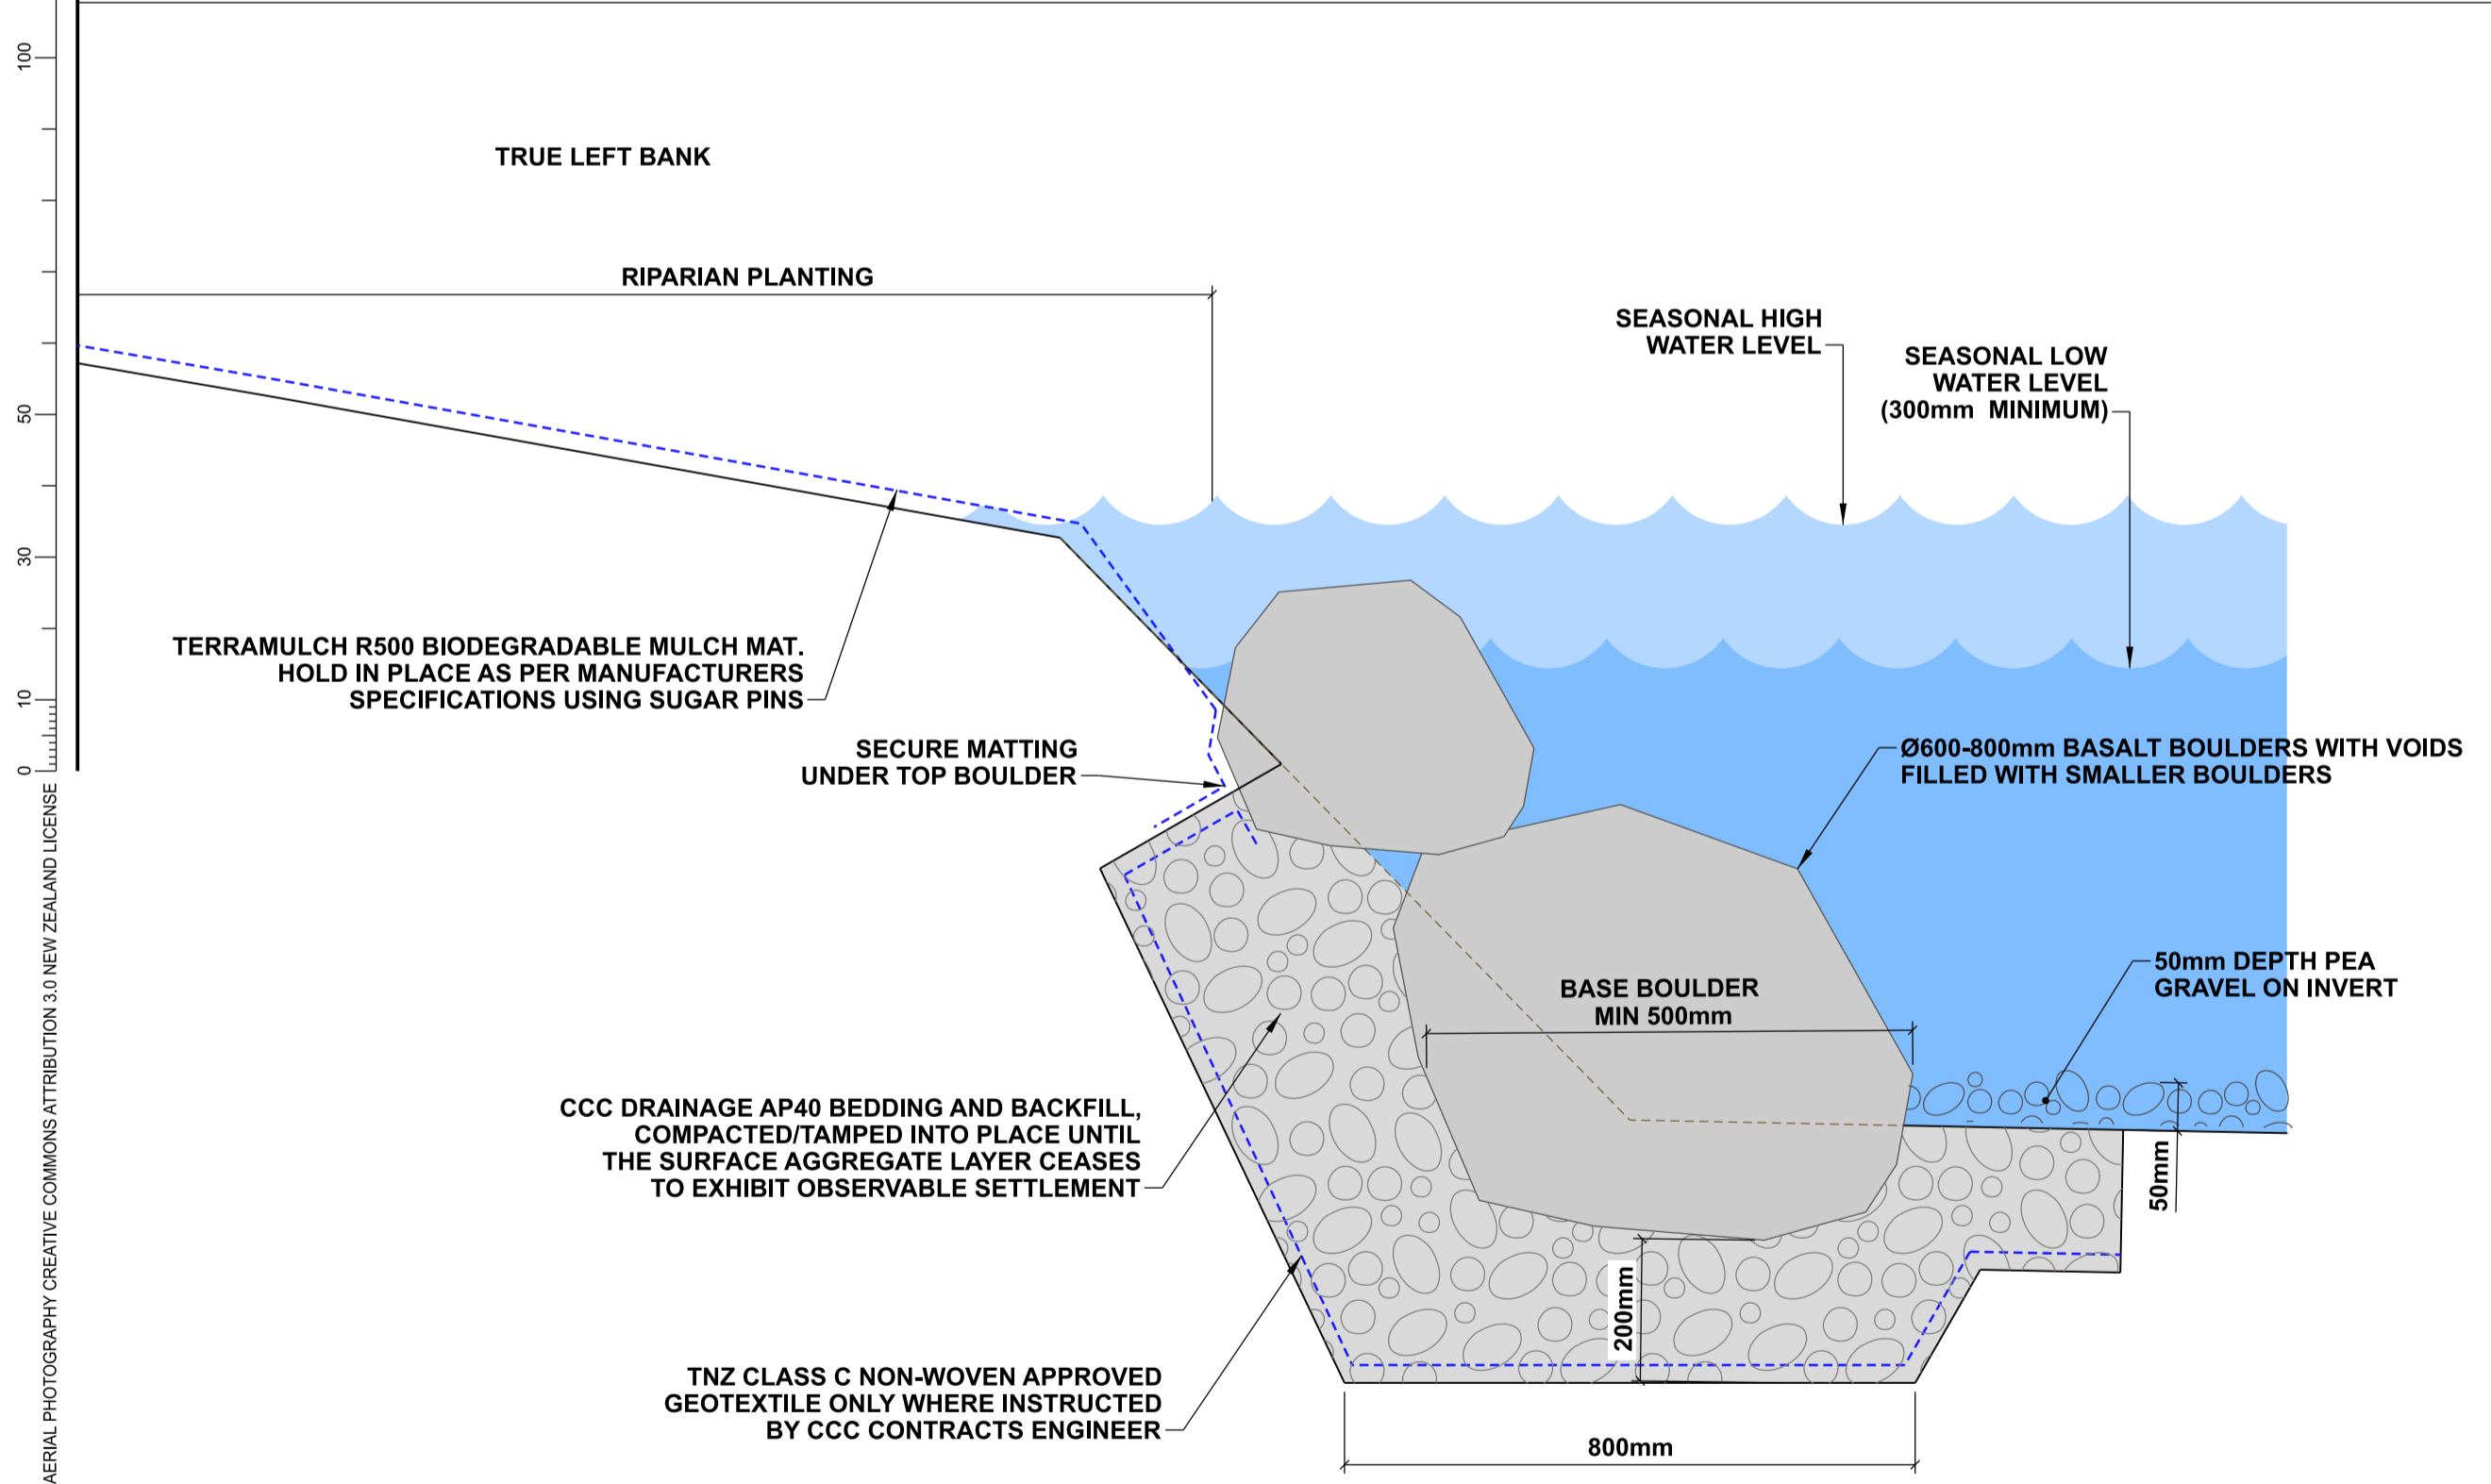 100
50
30
10
0
AERIAL PHOTOGRAPHY CREATIVE COMMONS ATTRIBUTION 3.0 NEW ZEALAND LICENSE
TRUE LEFT BANK
RIPARIAN PLANTING
SEASONAL HIGH
WATER LEVEL
SEASONAL LOW
WATER LEVEL
(300mm MINIMUM)
TERRAMULCH R500 BIODEGRADABLE MULCH MAT.
HOLD IN PLACE AS PER MANUFACTURERS
SPECIFICATIONS USING SUGAR PINS
SECURE MATTING
UNDER TOP BOULDER
Ø600-800mm BASALT BOULDERS WITH VOIDS
FILLED WITH SMALLER BOULDERS
BASE BOULDER
MIN 500mm
50mm DEPTH PEA
GRAVEL ON INVERT
CCC DRAINAGE AP40 BEDDING AND BACKFILL,
COMPACTED/TAMPED INTO PLACE UNTIL
THE SURFACE AGGREGATE LAYER CEASES
TO EXHIBIT OBSERVABLE SETTLEMENT
50mm
200mm
TNZ CLASS C NON-WOVEN APPROVED
GEOTEXTILE ONLY WHERE INSTRUCTED
BY CCC CONTRACTS ENGINEER
800mm